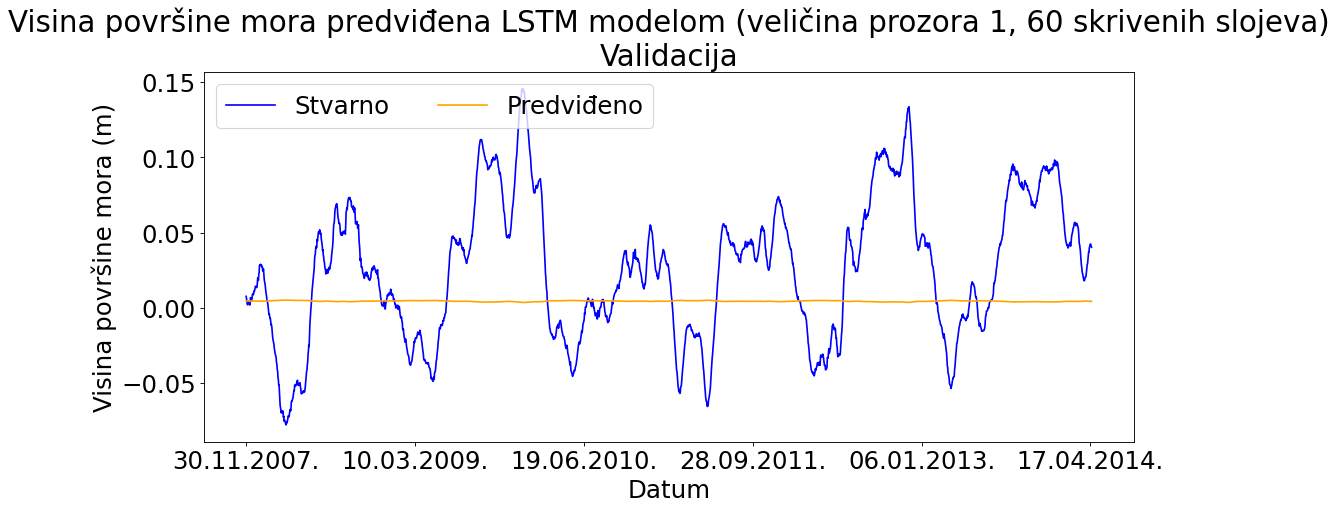 Visina površine mora predviđena LSTM modelom (veličina prozora 1, 60 skrivenih slojeva)
Validacija
Stvarno
Predviđeno
Visina površine mora (m)
0.15
0.10
0.05
0.00
−0.05
30.11.2007.
10.03.2009.
19.06.2010.
28.09.2011.
06.01.2013.
17.04.2014.
Datum